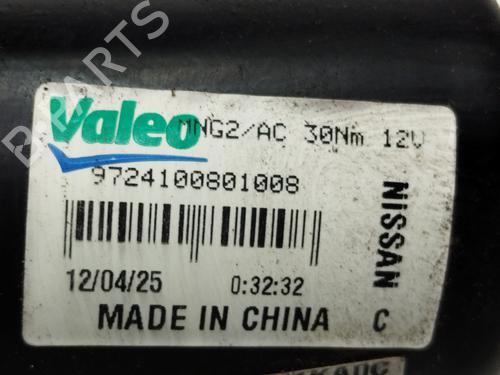 B-PARTS
Valeo MNG2/AC 30Nm 12V
9724100801008
12/04/25 0:32:32
MADE IN CHINA
NISSAN C